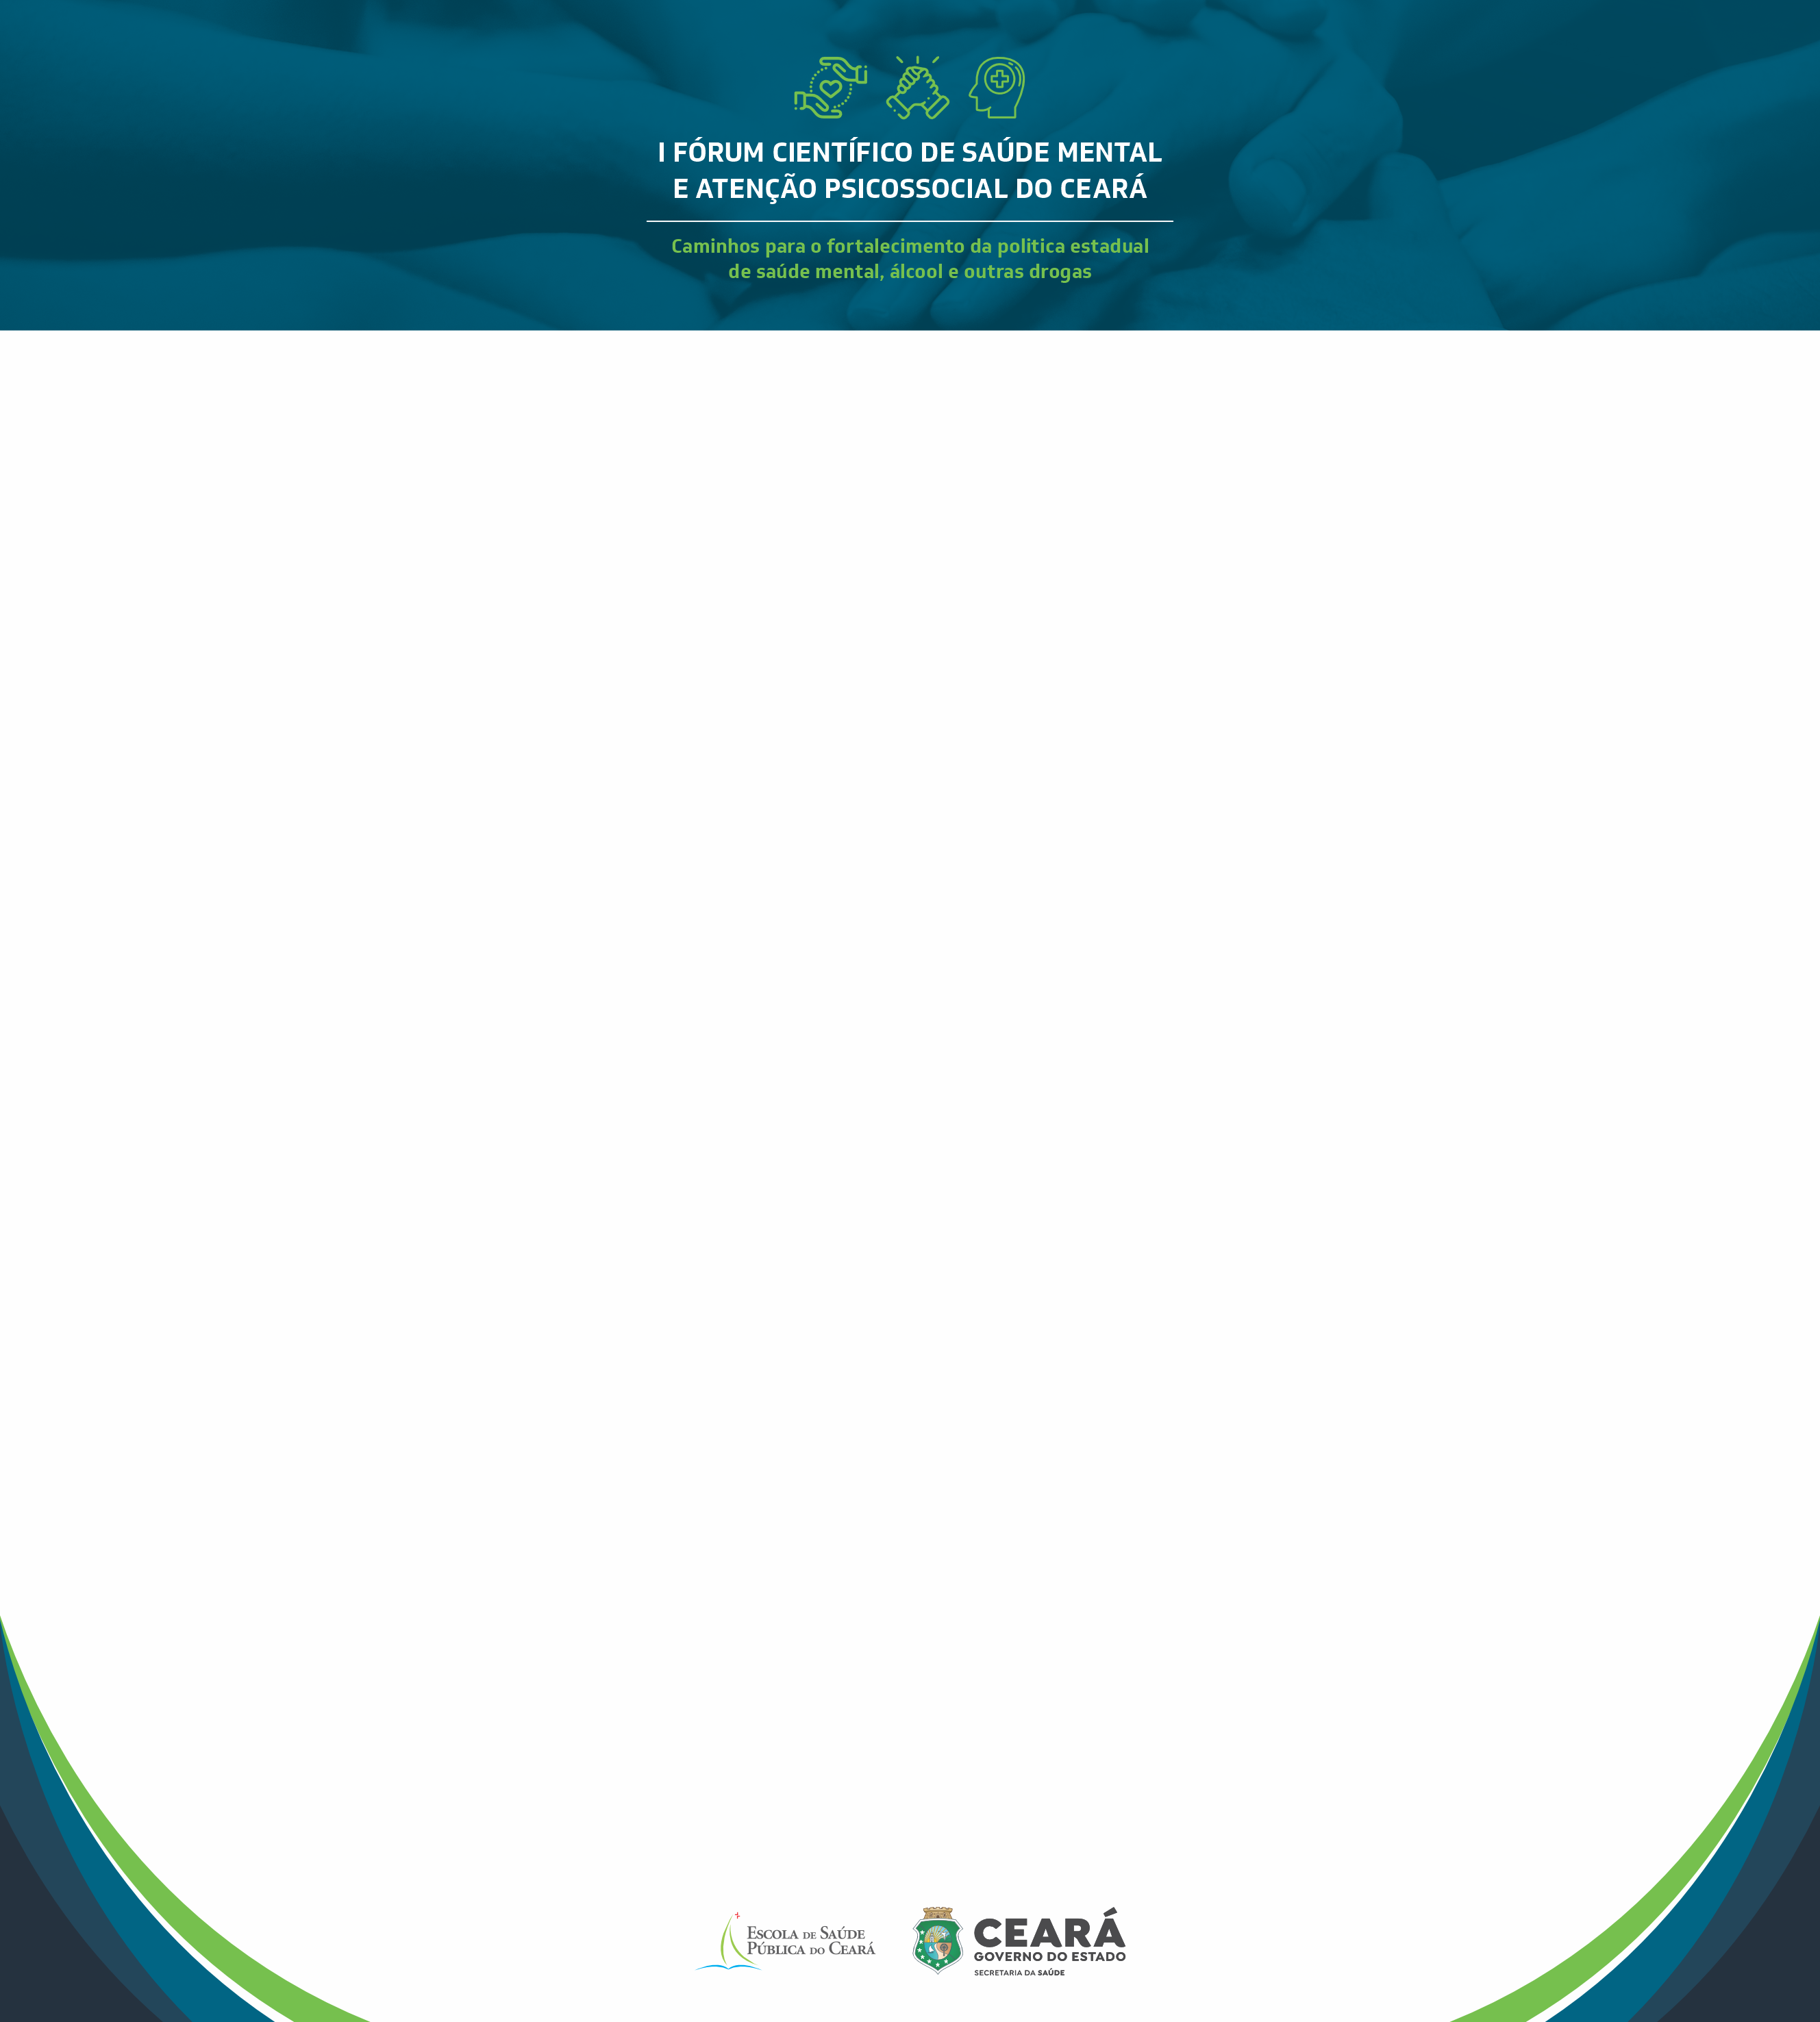 I FÓRUM CIENTÍFICO DE SAÚDE MENTAL
E ATENÇÃO PSICOSSOCIAL DO CEARÁ
Caminhos para o fortalecimento da politica estadual
de saúde mental, álcool e outras drogas
ESCOLA DE SAÚDE
PÚBLICA DO CEARÁ
CEARÁ
GOVERNO DO ESTADO
SECRETARIA DA SAÚDE